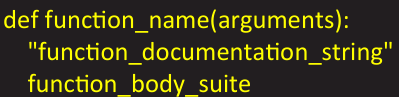 def function_name(arguments):
"function_documentation_string"
function_body_suite